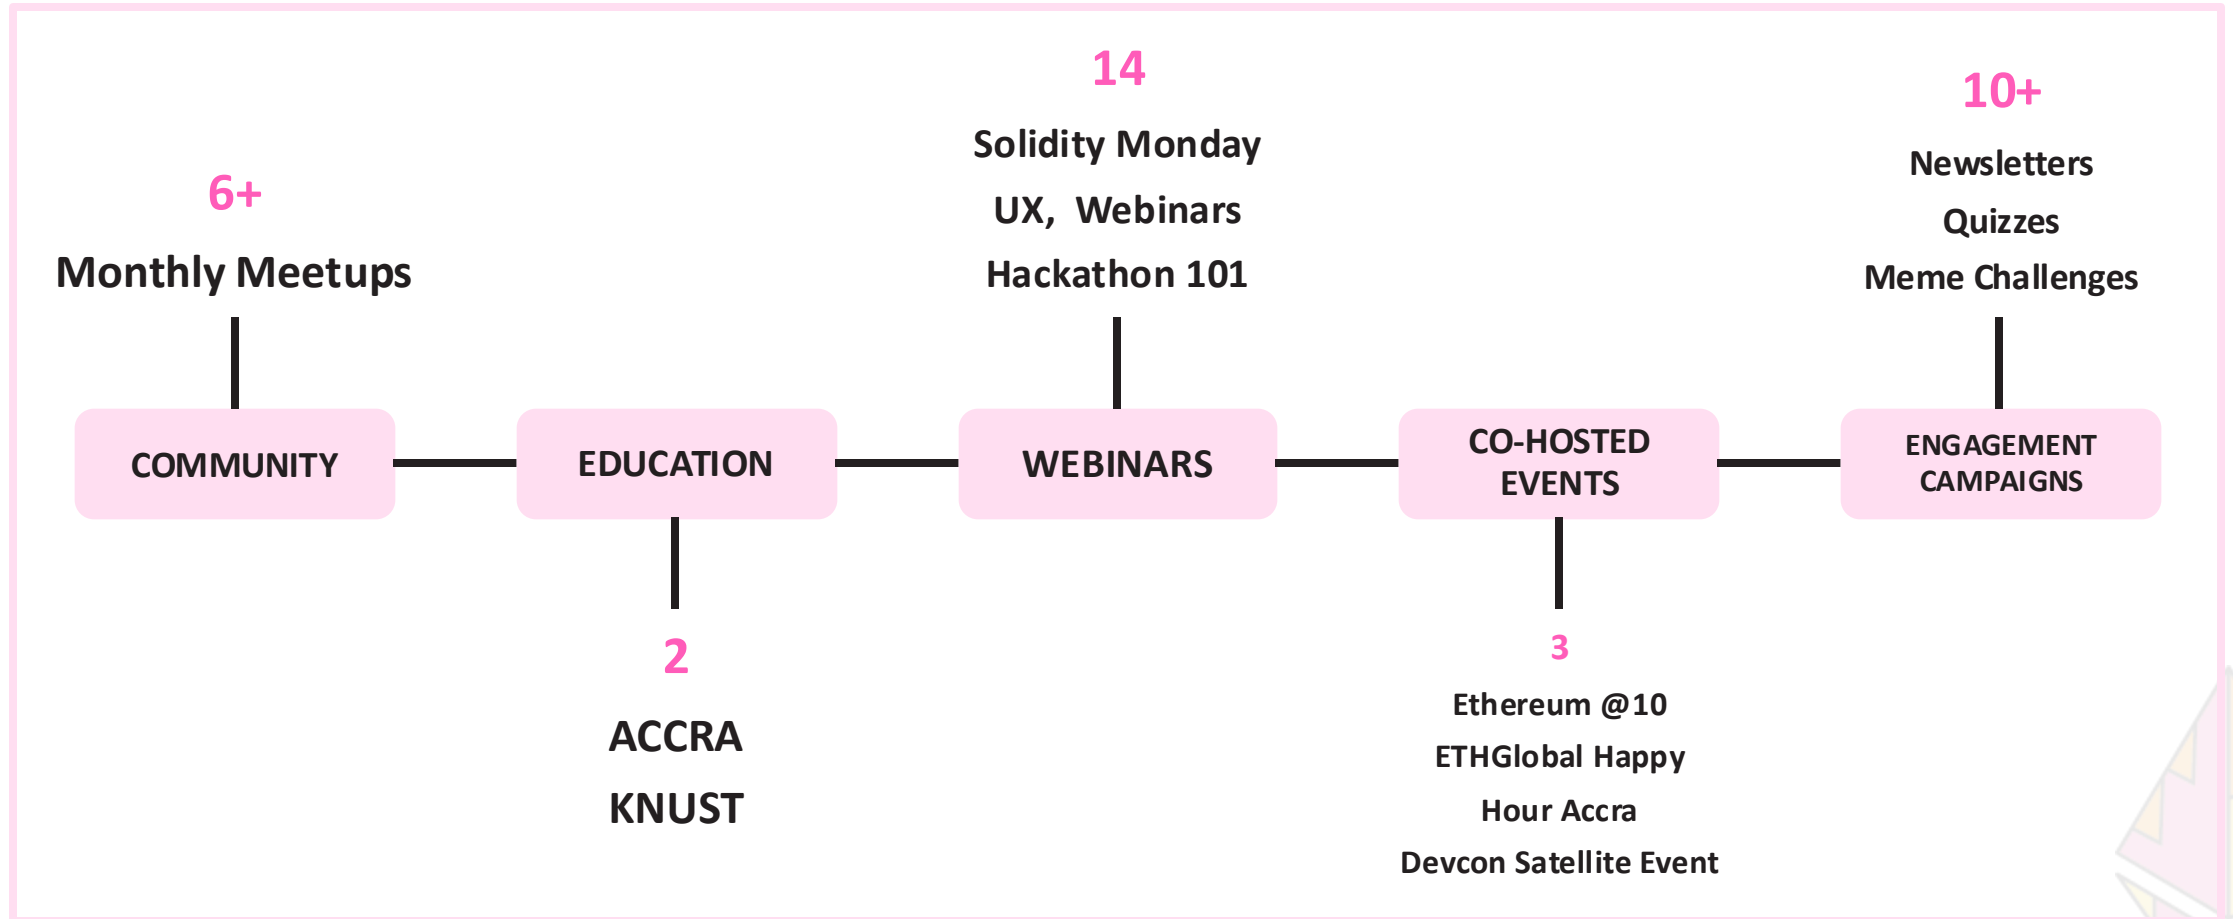 6+
Monthly Meetups
COMMUNITY
EDUCATION
2
ACCRA
KNUST
14
Solidity Monday
UX, Webinars
Hackathon 101
WEBINARS
CO-HOSTED
EVENTS
3
Ethereum @10
ETHGlobal Happy
Hour Accra
Devcon Satellite Event
10+
Newsletters
Quizzes
Meme Challenges
ENGAGEMENT
CAMPAIGNS